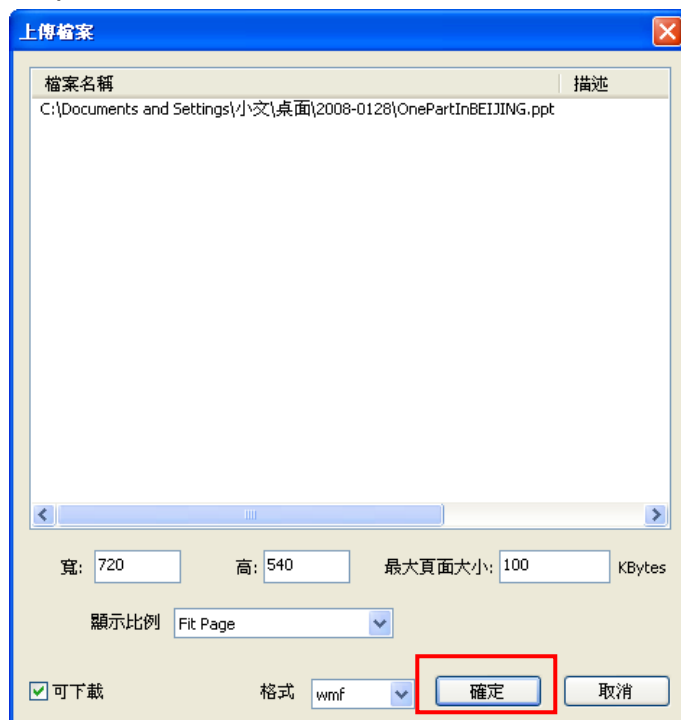 上傳檔案
檔案名稱 描述
C:\Documents and Settings\小文\桌面\2008-0128\OnePartInBEIJING.ppt
寬: 720 高: 540 最大頁面大小: 100 KBytes
顯示比例 Fit Page
可下載 格式 wmf 確定 取消